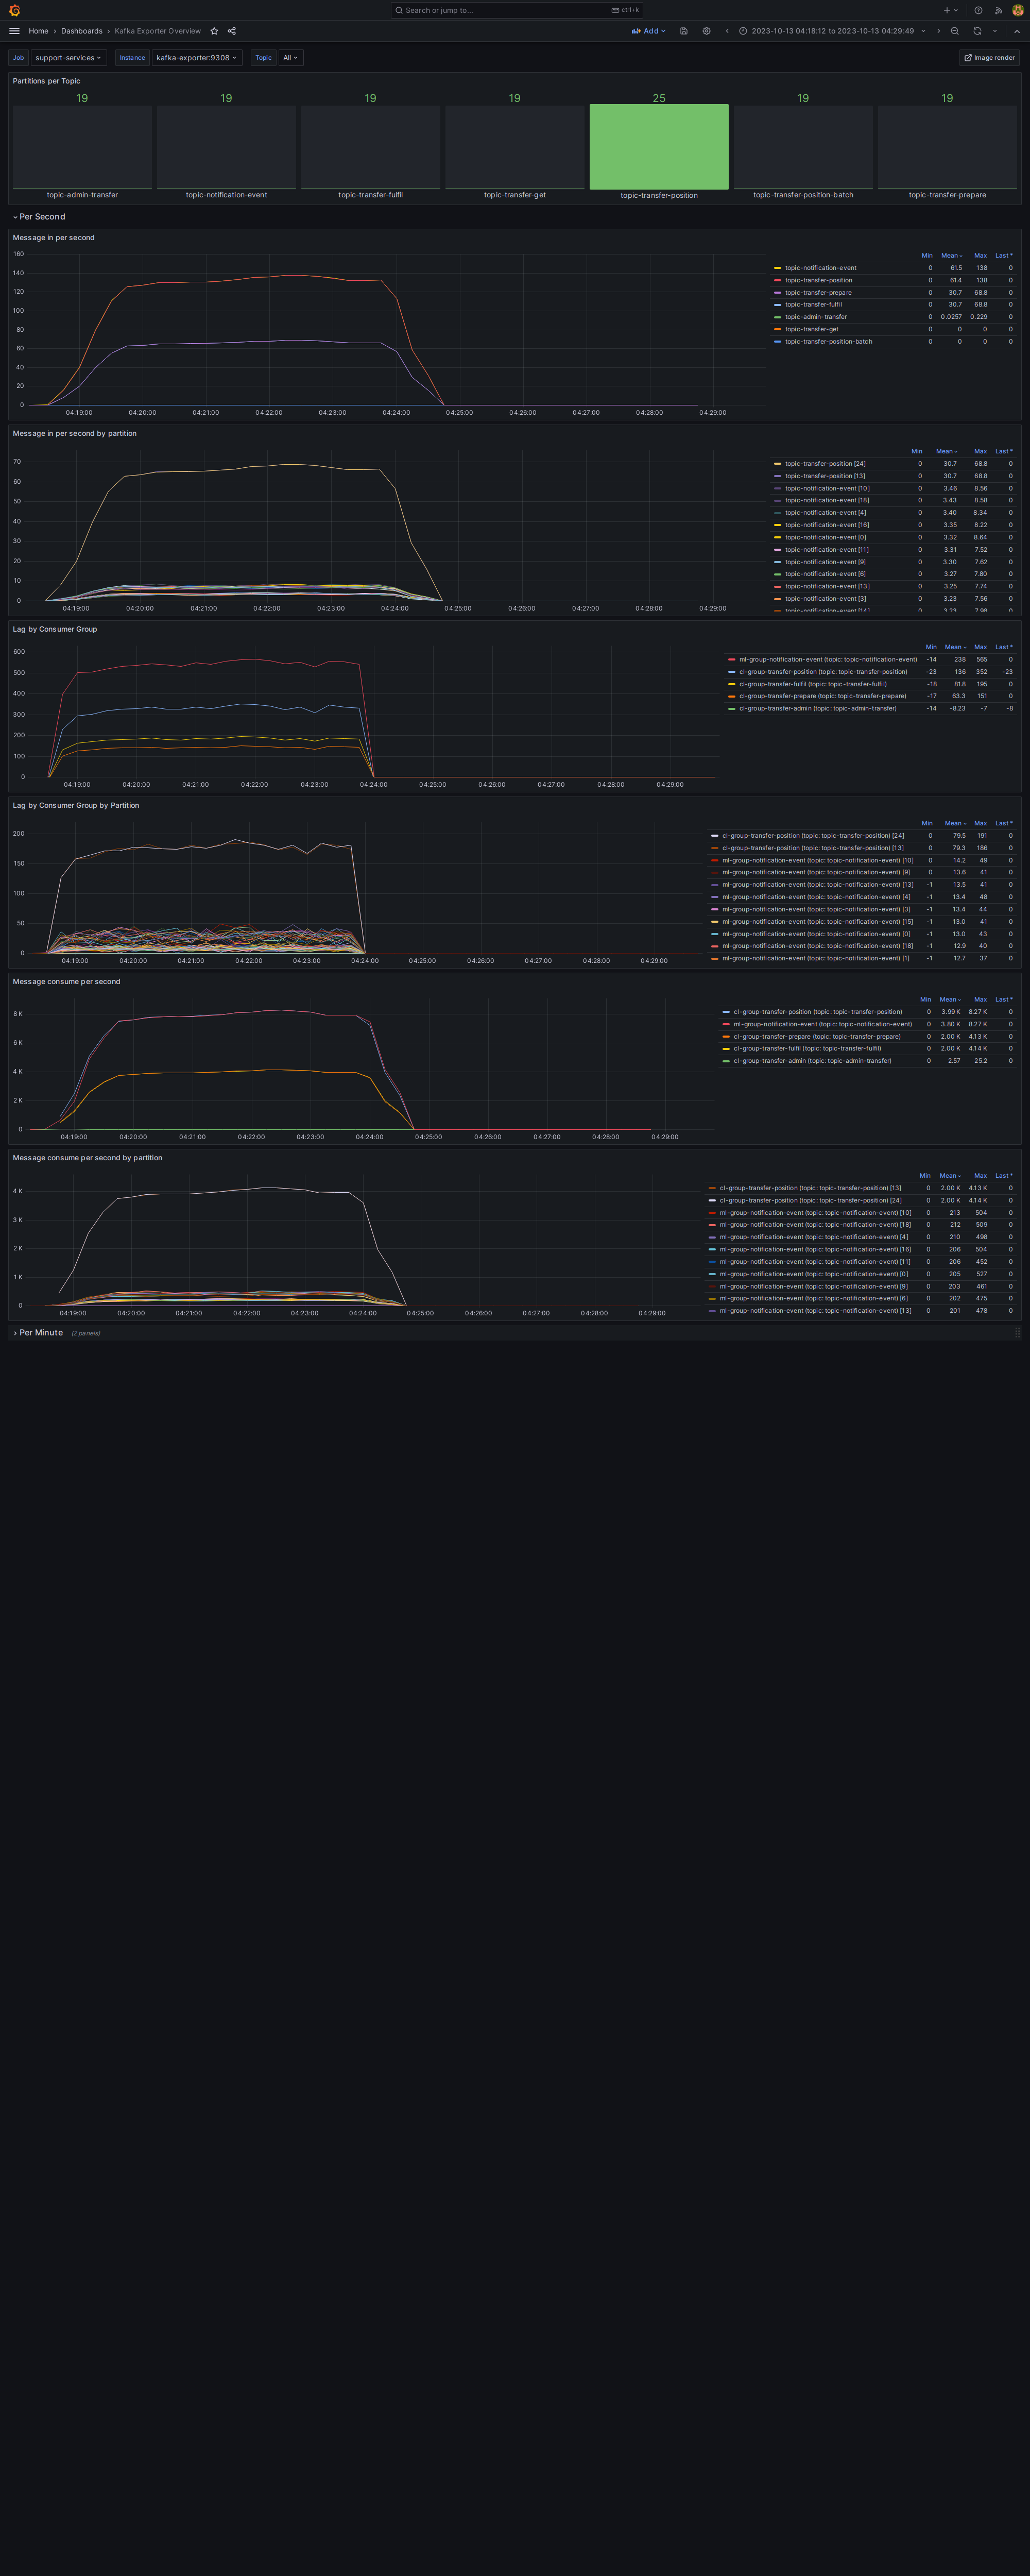 Search or jump to... ctrl+k
Home › Dashboards › Kafka Exporter Overview Add 2023-10-13 04:18:12 to 2023-10-13 04:29:49
Job support-services Instance kafka-exporter:9308 Topic All Image render
Partitions per Topic
19 19 19 19 25 19 19
topic-admin-transfer topic-notification-event topic-transfer-fulfil topic-transfer-get topic-transfer-position topic-transfer-position-batch topic-transfer-prepare
Per Second
Message in per second
160
140
120
100
80
60
40
20
0
04:19:00 04:20:00 04:21:00 04:22:00 04:23:00 04:24:00 04:25:00 04:26:00 04:27:00 04:28:00 04:29:00
Min Mean Max Last *
topic-notification-event 0 61.5 138 0
topic-transfer-position 0 61.4 138 0
topic-transfer-prepare 0 30.7 68.8 0
topic-transfer-fulfil 0 30.7 68.8 0
topic-admin-transfer 0 0.0257 0.229 0
topic-transfer-get 0 0 0 0
topic-transfer-position-batch 0 0 0 0
Message in per second by partition
70
60
50
40
30
20
10
0
04:19:00 04:20:00 04:21:00 04:22:00 04:23:00 04:24:00 04:25:00 04:26:00 04:27:00 04:28:00 04:29:00
Min Mean Max Last *
topic-transfer-position [24] 0 30.7 68.8 0
topic-transfer-position [13] 0 30.7 68.8 0
topic-notification-event [10] 0 3.46 8.56 0
topic-notification-event [18] 0 3.43 8.58 0
topic-notification-event [4] 0 3.40 8.34 0
topic-notification-event [16] 0 3.35 8.22 0
topic-notification-event [0] 0 3.32 8.64 0
topic-notification-event [11] 0 3.31 7.52 0
topic-notification-event [9] 0 3.30 7.62 0
topic-notification-event [6] 0 3.27 7.80 0
topic-notification-event [13] 0 3.25 7.74 0
topic-notification-event [3] 0 3.23 7.56 0
topic-notification-event [14] 0 3.23 7.98 0
Lag by Consumer Group
600
500
400
300
200
100
0
04:19:00 04:20:00 04:21:00 04:22:00 04:23:00 04:24:00 04:25:00 04:26:00 04:27:00 04:28:00 04:29:00
Min Mean Max Last *
ml-group-notification-event (topic: topic-notification-event) -14 238 565 0
cl-group-transfer-position (topic: topic-transfer-position) -23 136 352 -23
cl-group-transfer-fulfil (topic: topic-transfer-fulfil) -18 81.8 195 0
cl-group-transfer-prepare (topic: topic-transfer-prepare) -17 63.3 151 0
cl-group-transfer-admin (topic: topic-admin-transfer) -14 -8.23 -7 -8
Lag by Consumer Group by Partition
200
150
100
50
0
04:19:00 04:20:00 04:21:00 04:22:00 04:23:00 04:24:00 04:25:00 04:26:00 04:27:00 04:28:00 04:29:00
Min Mean Max Last *
cl-group-transfer-position (topic: topic-transfer-position) [24] 0 79.5 191 0
cl-group-transfer-position (topic: topic-transfer-position) [13] 0 79.3 186 0
ml-group-notification-event (topic: topic-notification-event) [10] 0 14.2 49 0
ml-group-notification-event (topic: topic-notification-event) [9] 0 13.6 41 0
ml-group-notification-event (topic: topic-notification-event) [13] -1 13.5 41 0
ml-group-notification-event (topic: topic-notification-event) [4] -1 13.4 48 0
ml-group-notification-event (topic: topic-notification-event) [3] -1 13.4 44 0
ml-group-notification-event (topic: topic-notification-event) [15] -1 13.0 41 0
ml-group-notification-event (topic: topic-notification-event) [0] -1 13.0 43 0
ml-group-notification-event (topic: topic-notification-event) [18] -1 12.9 40 0
ml-group-notification-event (topic: topic-notification-event) [1] -1 12.7 37 0
Message consume per second
8 K
6 K
4 K
2 K
0
04:19:00 04:20:00 04:21:00 04:22:00 04:23:00 04:24:00 04:25:00 04:26:00 04:27:00 04:28:00 04:29:00
Min Mean Max Last *
cl-group-transfer-position (topic: topic-transfer-position) 0 3.99 K 8.27 K 0
ml-group-notification-event (topic: topic-notification-event) 0 3.80 K 8.27 K 0
cl-group-transfer-prepare (topic: topic-transfer-prepare) 0 2.00 K 4.13 K 0
cl-group-transfer-fulfil (topic: topic-transfer-fulfil) 0 2.00 K 4.14 K 0
cl-group-transfer-admin (topic: topic-admin-transfer) 0 2.57 25.2 0
Message consume per second by partition
4 K
3 K
2 K
1 K
0
04:19:00 04:20:00 04:21:00 04:22:00 04:23:00 04:24:00 04:25:00 04:26:00 04:27:00 04:28:00 04:29:00
Min Mean Max Last *
cl-group-transfer-position (topic: topic-transfer-position) [13] 0 2.00 K 4.13 K 0
cl-group-transfer-position (topic: topic-transfer-position) [24] 0 2.00 K 4.14 K 0
ml-group-notification-event (topic: topic-notification-event) [10] 0 213 504 0
ml-group-notification-event (topic: topic-notification-event) [18] 0 212 509 0
ml-group-notification-event (topic: topic-notification-event) [4] 0 210 498 0
ml-group-notification-event (topic: topic-notification-event) [16] 0 206 504 0
ml-group-notification-event (topic: topic-notification-event) [11] 0 206 452 0
ml-group-notification-event (topic: topic-notification-event) [0] 0 205 527 0
ml-group-notification-event (topic: topic-notification-event) [9] 0 203 461 0
ml-group-notification-event (topic: topic-notification-event) [6] 0 202 475 0
ml-group-notification-event (topic: topic-notification-event) [13] 0 201 478 0
Per Minute (2 panels)